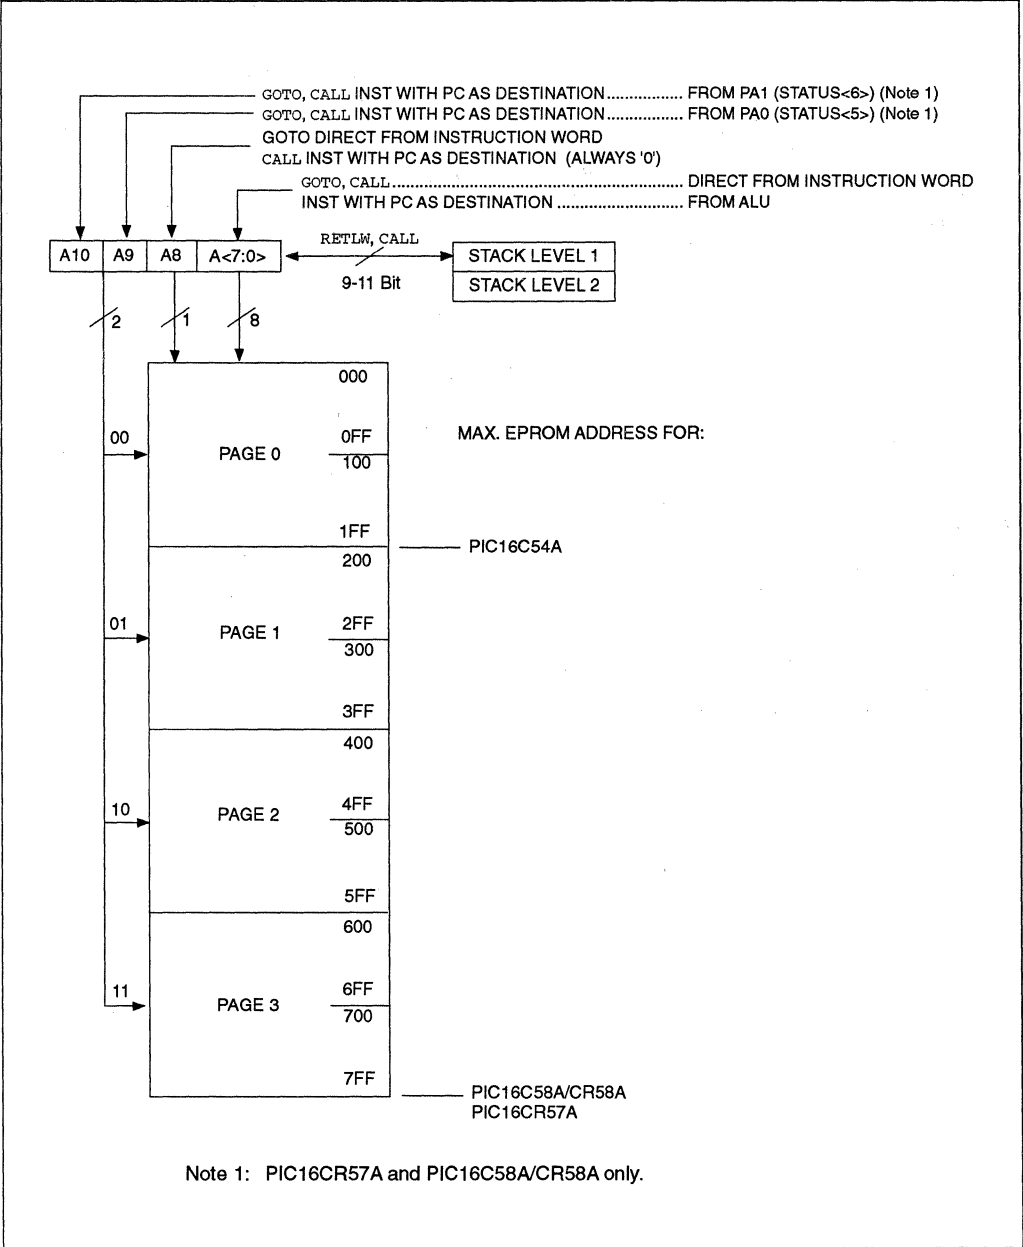 GOTO, CALL INST WITH PC AS DESTINATION................. FROM PA1 (STATUS<6>) (Note 1)
GOTO, CALL INST WITH PC AS DESTINATION................. FROM PA0 (STATUS<5>) (Note 1)
GOTO DIRECT FROM INSTRUCTION WORD
CALL INST WITH PC AS DESTINATION (ALWAYS '0')
GOTO, CALL............................................................... DIRECT FROM INSTRUCTION WORD
INST WITH PC AS DESTINATION ........................... FROM ALU
RETLW, CALL
A10 A9 A8 A<7:0> STACK LEVEL 1
9-11 Bit STACK LEVEL 2
2 1 8
000
00 PAGE 0 0FF MAX. EPROM ADDRESS FOR:
100
1FF
PIC16C54A
200
01 PAGE 1 2FF
300
3FF
400
10 PAGE 2 4FF
500
5FF
600
11 PAGE 3 6FF
700
7FF
PIC16C58A/CR58A
PIC16CR57A
Note 1: PIC16CR57A and PIC16C58A/CR58A only.